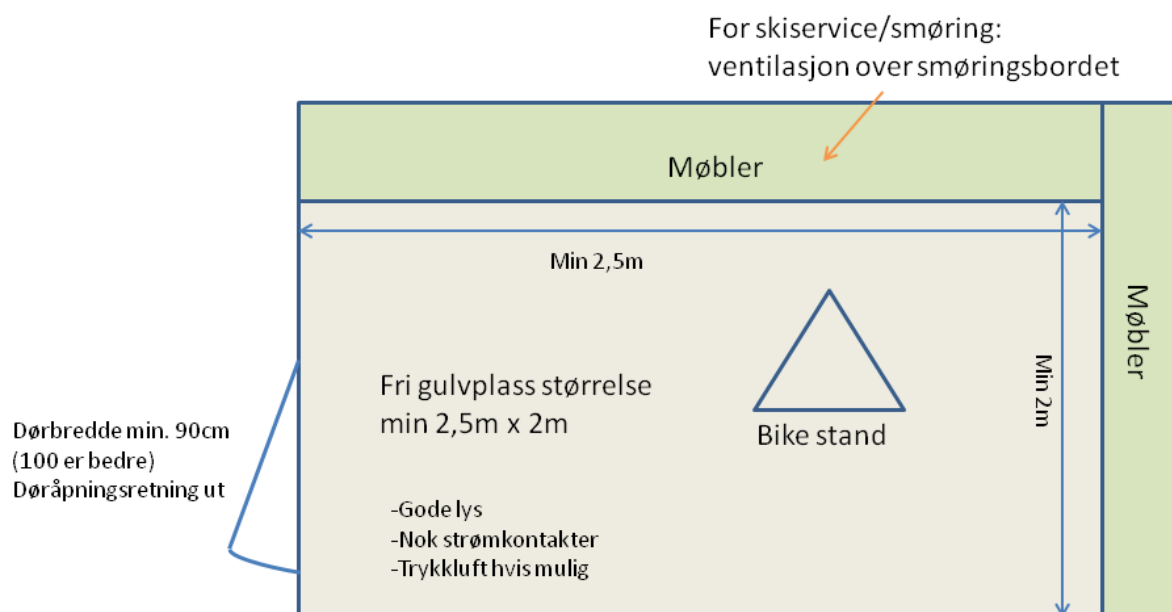 For skiservice/smøring:
ventilasjon over smøringsbordet
Møbler
Min 2,5m
Møbler
Min 2m
Fri gulvplass størrelse
min 2,5m x 2m
Bike stand
Dørbredde min. 90cm
(100 er bedre)
Døråpningsretning ut
-Gode lys
-Nok strømkontakter
-Trykkluft hvis mulig